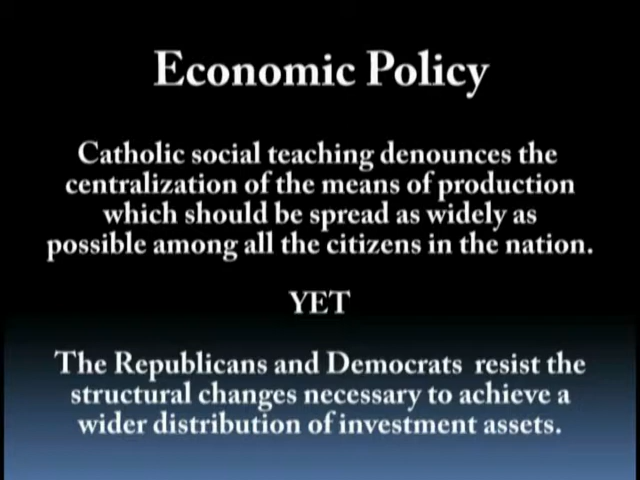 Economic Policy
Catholic social teaching denounces the
centralization of the means of production
which should be spread as widely as
possible among all the citizens in the nation.
YET
The Republicans and Democrats resist the
structural changes necessary to achieve a
wider distribution of investment assets.